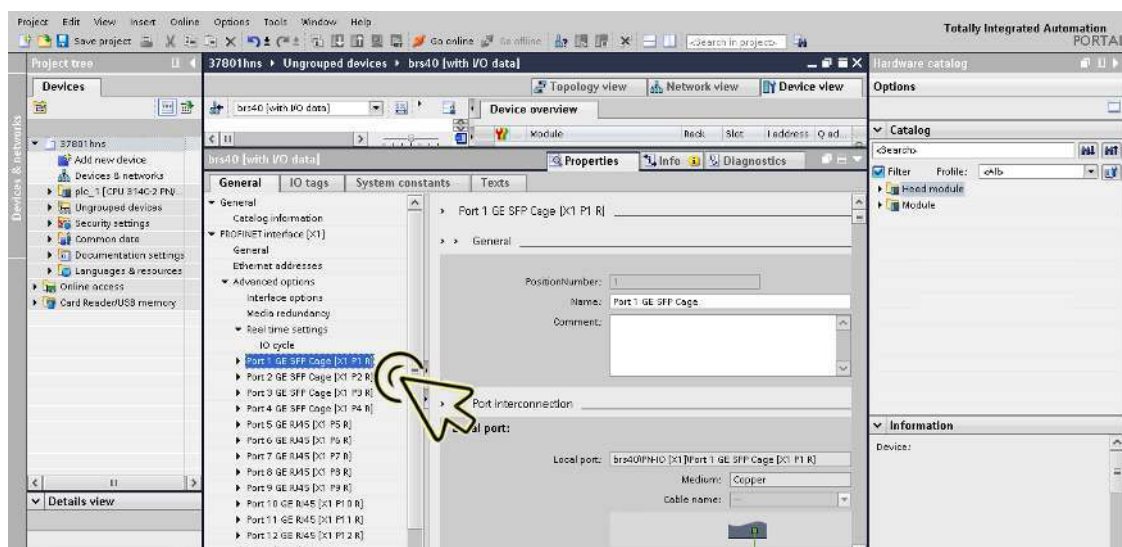 Project Edit View Insert Online Options Tools Window Help
Totally Integrated Automation
PORTAL
Save project
Go online
Go offline
<Search in project>
Project tree
37801hns
Ungrouped devices
brs40 [with I/O data]
Hardware catalog
Devices
Topology view
Network view
Device view
Options
brs40 [with I/O data]
Device overview
Module
Rack
Slot
I address
Q ad...
Catalog
<Search>
Filter
Profile:
<All>
Head module
Module
Devices & networks
37801hns
Add new device
Devices & networks
plc_1 [CPU 314C-2 PN/...
Ungrouped devices
Security settings
Common data
Documentation settings
Languages & resources
Online access
Card Reader/USB memory
Details view
brs40 [with I/O data]
Properties
Info
Diagnostics
General
IO tags
System constants
Texts
General
Catalog information
PROFINET interface [X1]
General
Ethernet addresses
Advanced options
Interface options
Media redundancy
Real time settings
IO cycle
Port 1 GE SFP Cage [X1 P1 R]
Port 2 GE SFP Cage [X1 P2 R]
Port 3 GE SFP Cage [X1 P3 R]
Port 4 GE SFP Cage [X1 P4 R]
Port 5 GE RJ45 [X1 P5 R]
Port 6 GE RJ45 [X1 P6 R]
Port 7 GE RJ45 [X1 P7 R]
Port 8 GE RJ45 [X1 P8 R]
Port 9 GE RJ45 [X1 P9 R]
Port 10 GE RJ45 [X1 P10 R]
Port 11 GE RJ45 [X1 P11 R]
Port 12 GE RJ45 [X1 P12 R]
Port 1 GE SFP Cage [X1 P1 R]
General
PositionNumber: 1
Name: Port 1 GE SFP Cage
Comment:
Port interconnection
Local port:
Local port: brs40\PN-IO [X1]\Port 1 GE SFP Cage [X1 P1 R]
Medium: Copper
Cable name: ---
Information
Device: